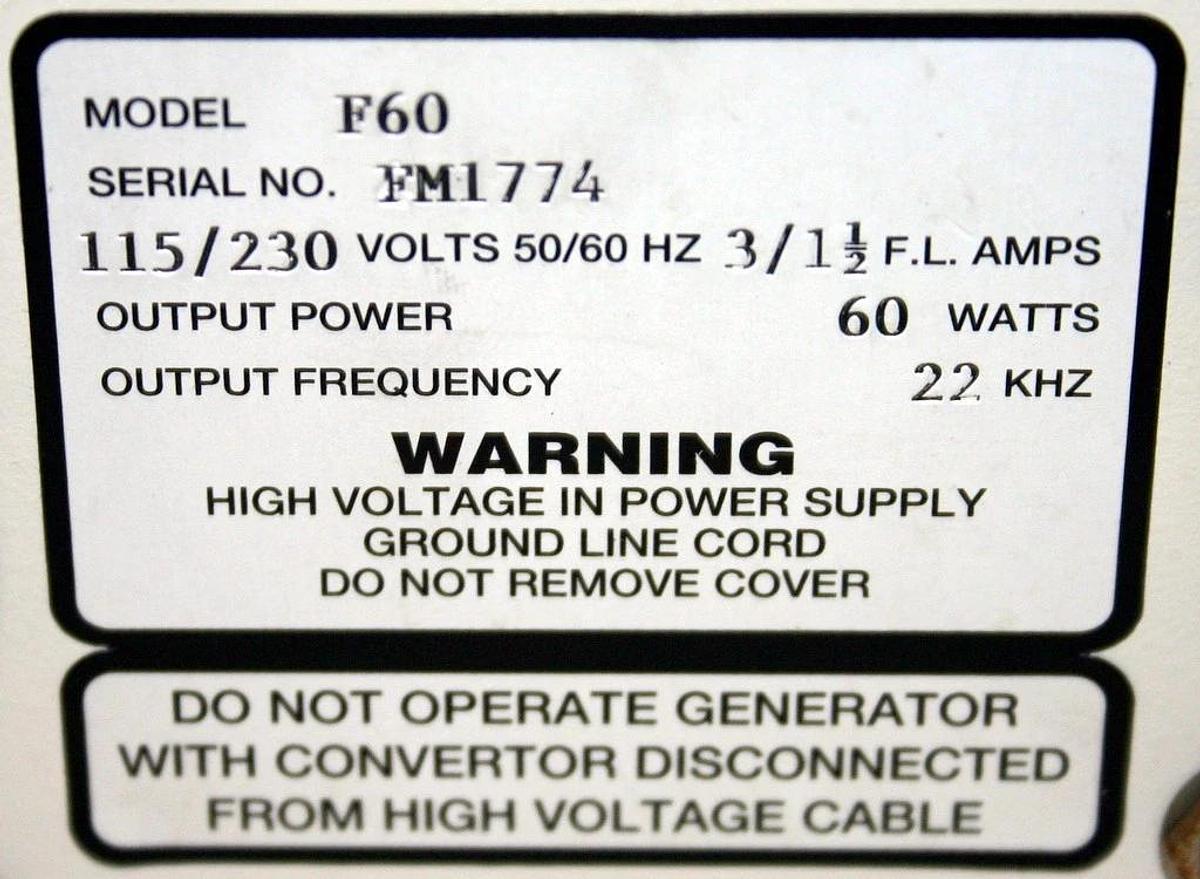 MODEL F60
SERIAL NO. FM1774
115/230 VOLTS 50/60 HZ 3/1½ F.L. AMPS
OUTPUT POWER 60 WATTS
OUTPUT FREQUENCY 22 KHZ
WARNING
HIGH VOLTAGE IN POWER SUPPLY
GROUND LINE CORD
DO NOT REMOVE COVER
DO NOT OPERATE GENERATOR
WITH CONVERTOR DISCONNECTED
FROM HIGH VOLTAGE CABLE